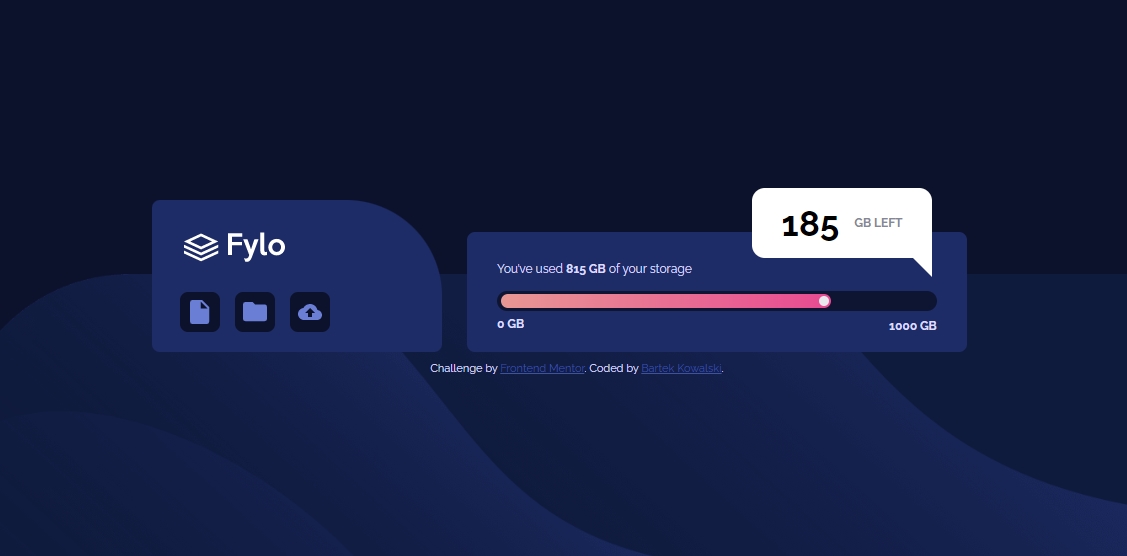 Fylo
185 GB LEFT
You've used 815 GB of your storage
0 GB
1000 GB
Challenge by Frontend Mentor. Coded by Bartek Kowalski.